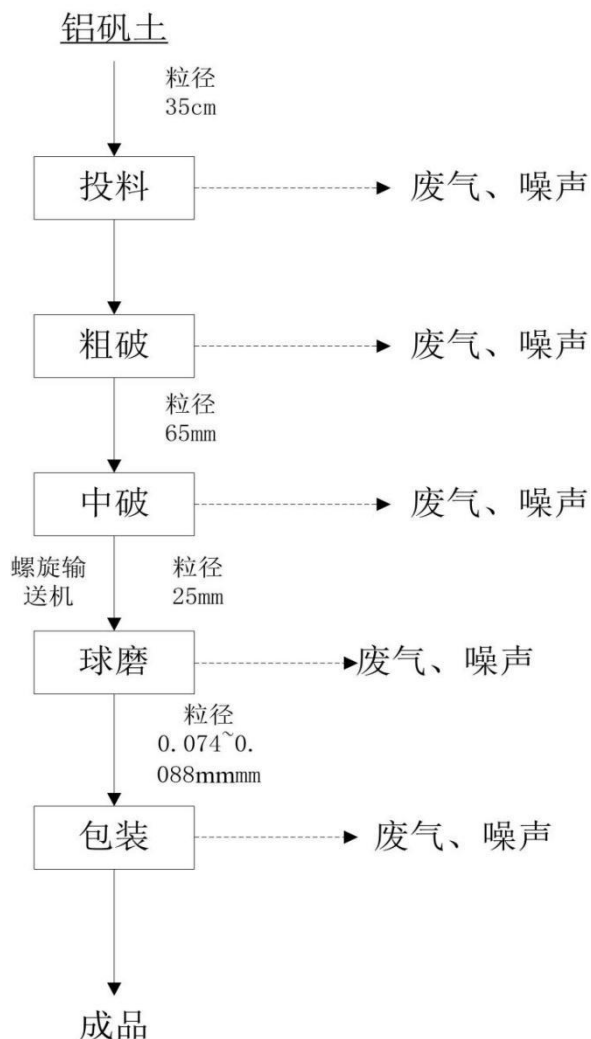 铝矾土
粒径
35cm
投料
废气、噪声
粗破
废气、噪声
粒径
65mm
中破
废气、噪声
螺旋输
送机
粒径
25mm
球磨
废气、噪声
粒径
0.074~0.
088mmmm
包装
废气、噪声
成品